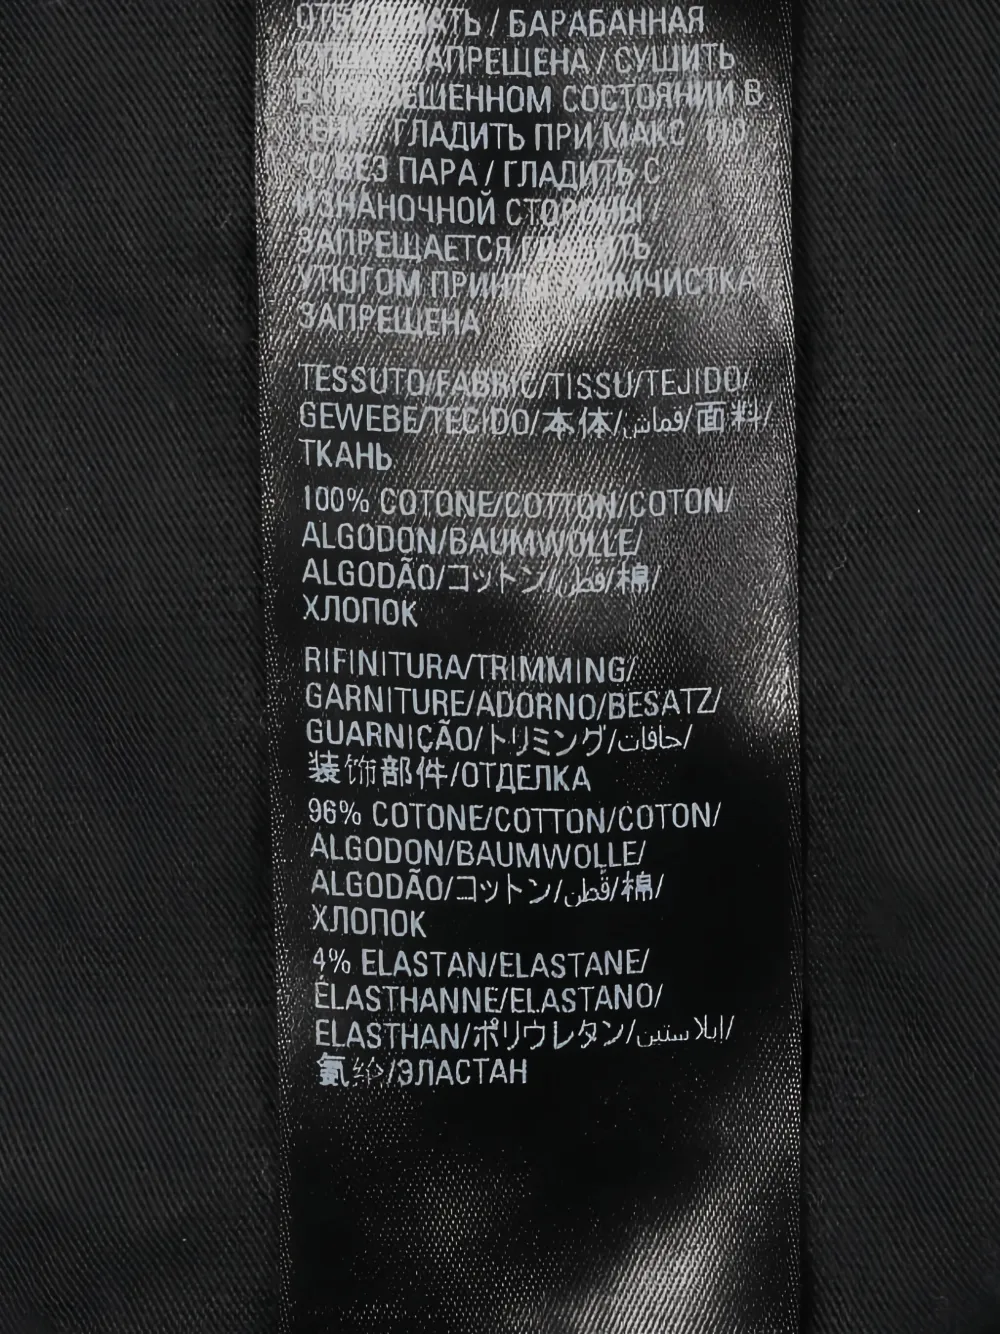 ОТБЕЛИВАТЬ / БАРАБАННАЯ
СУШКА ЗАПРЕЩЕНА / СУШИТЬ
В ПОДВЕШЕННОМ СОСТОЯНИИ В
ТЕНИ / ГЛАДИТЬ ПРИ МАКС. 110
°C БЕЗ ПАРА / ГЛАДИТЬ С
ИЗНАНОЧНОЙ СТОРОНЫ /
ЗАПРЕЩАЕТСЯ ГЛАДИТЬ
УТЮГОМ ПРИНТ / ХИМЧИСТКА
ЗАПРЕЩЕНА
TESSUTO/FABRIC/TISSU/TEJIDO/
GEWEBE/TECIDO/本体/قماش/面料/
ТКАНЬ
100% COTONE/COTTON/COTON/
ALGODON/BAUMWOLLE/
ALGODÃO/コットン/قطن/棉/
ХЛОПОК
RIFINITURA/TRIMMING/
GARNITURE/ADORNO/BESATZ/
GUARNIÇÃO/トリミング/حافات/
装饰部件/ОТДЕЛКА
96% COTONE/COTTON/COTON/
ALGODON/BAUMWOLLE/
ALGODÃO/コットン/قطن/棉/
ХЛОПОК
4% ELASTAN/ELASTANE/
ÉLASTHANNE/ELASTANO/
ELASTHAN/ポリウレタン/إيلاستين/
氨纶/ЭЛАСТАН